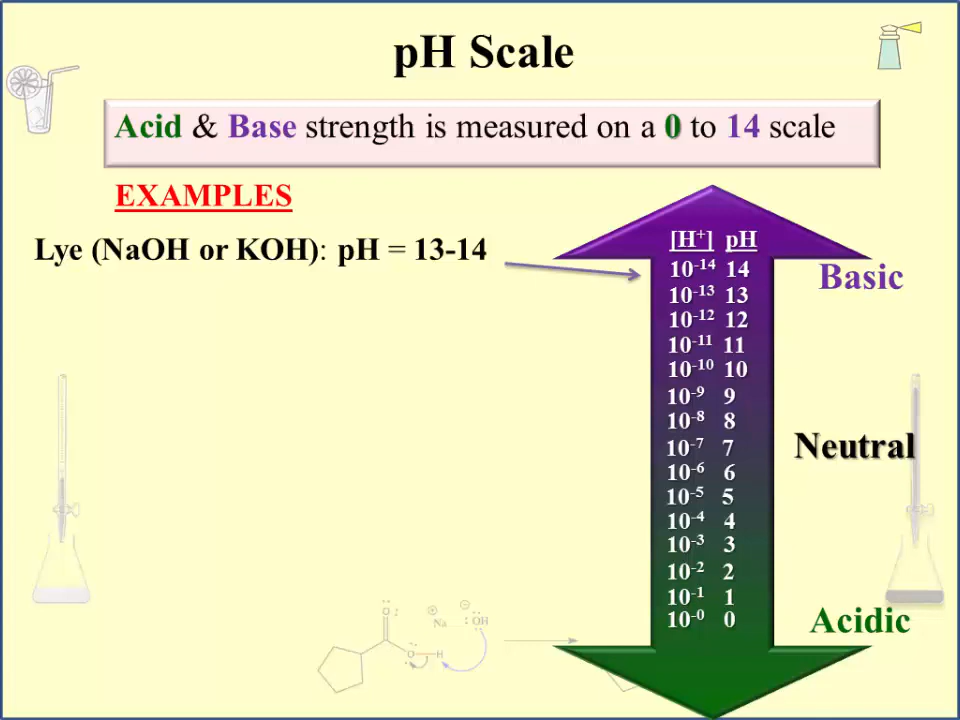 pH Scale
Acid & Base strength is measured on a 0 to 14 scale
EXAMPLES
Lye (NaOH or KOH): pH = 13-14
[H⁺] pH
10⁻¹⁴ 14
10⁻¹³ 13
10⁻¹² 12
10⁻¹¹ 11
10⁻¹⁰ 10
10⁻⁹ 9
10⁻⁸ 8
10⁻⁷ 7
10⁻⁶ 6
10⁻⁵ 5
10⁻⁴ 4
10⁻³ 3
10⁻² 2
10⁻¹ 1
10⁻⁰ 0
Basic
Neutral
Acidic
O
Na
OH
O H